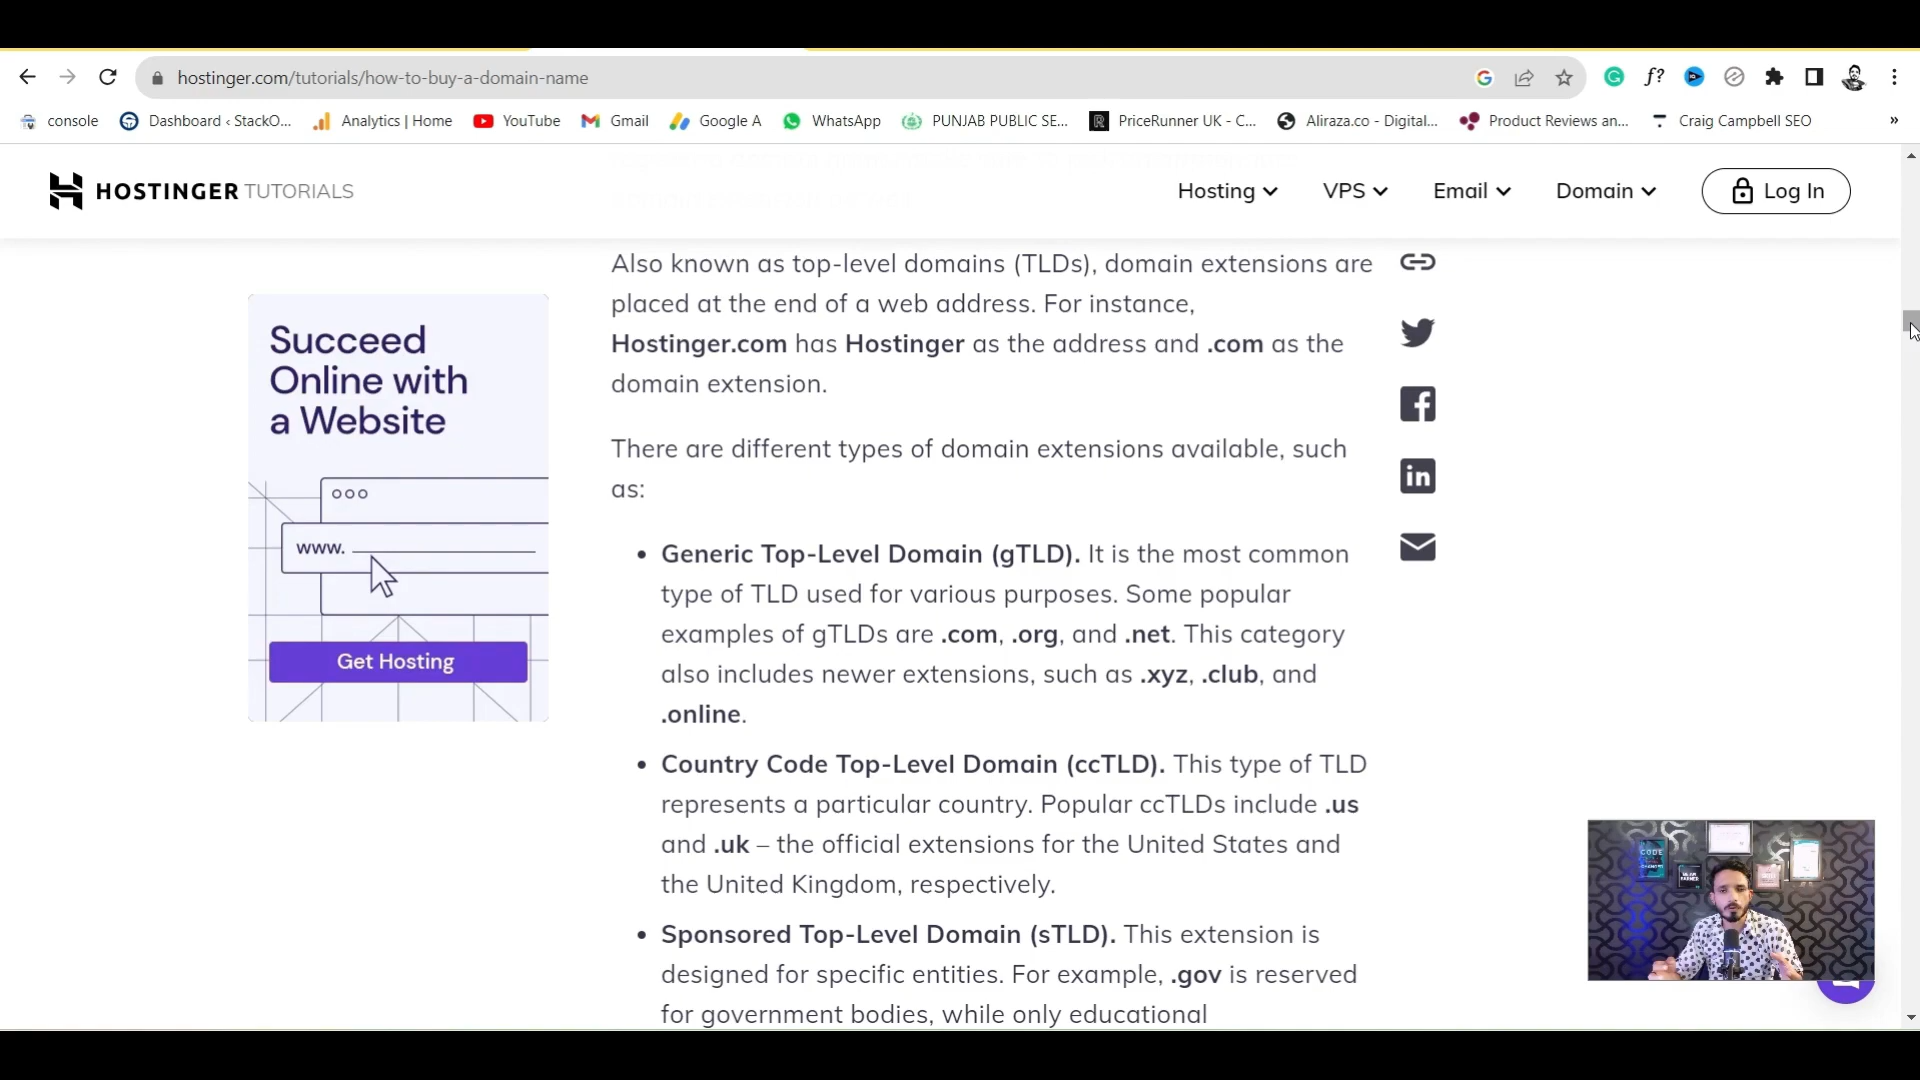 hostinger.com/tutorials/how-to-buy-a-domain-name
f?
console Dashboard ‹ StackO... Analytics | Home YouTube Gmail Google A WhatsApp PUNJAB PUBLIC SE... PriceRunner UK - C... Aliraza.co - Digital... Product Reviews an... Craig Campbell SEO »
HOSTINGER TUTORIALS Hosting VPS Email Domain Log In
Also known as top-level domains (TLDs), domain extensions are
placed at the end of a web address. For instance,
Hostinger.com has Hostinger as the address and .com as the
domain extension.
There are different types of domain extensions available, such
as:
• Generic Top-Level Domain (gTLD). It is the most common
type of TLD used for various purposes. Some popular
examples of gTLDs are .com, .org, and .net. This category
also includes newer extensions, such as .xyz, .club, and
.online.
• Country Code Top-Level Domain (ccTLD). This type of TLD
represents a particular country. Popular ccTLDs include .us
and .uk – the official extensions for the United States and
the United Kingdom, respectively.
• Sponsored Top-Level Domain (sTLD). This extension is
designed for specific entities. For example, .gov is reserved
for government bodies, while only educational
Succeed
Online with
a Website
www.
Get Hosting
CODE